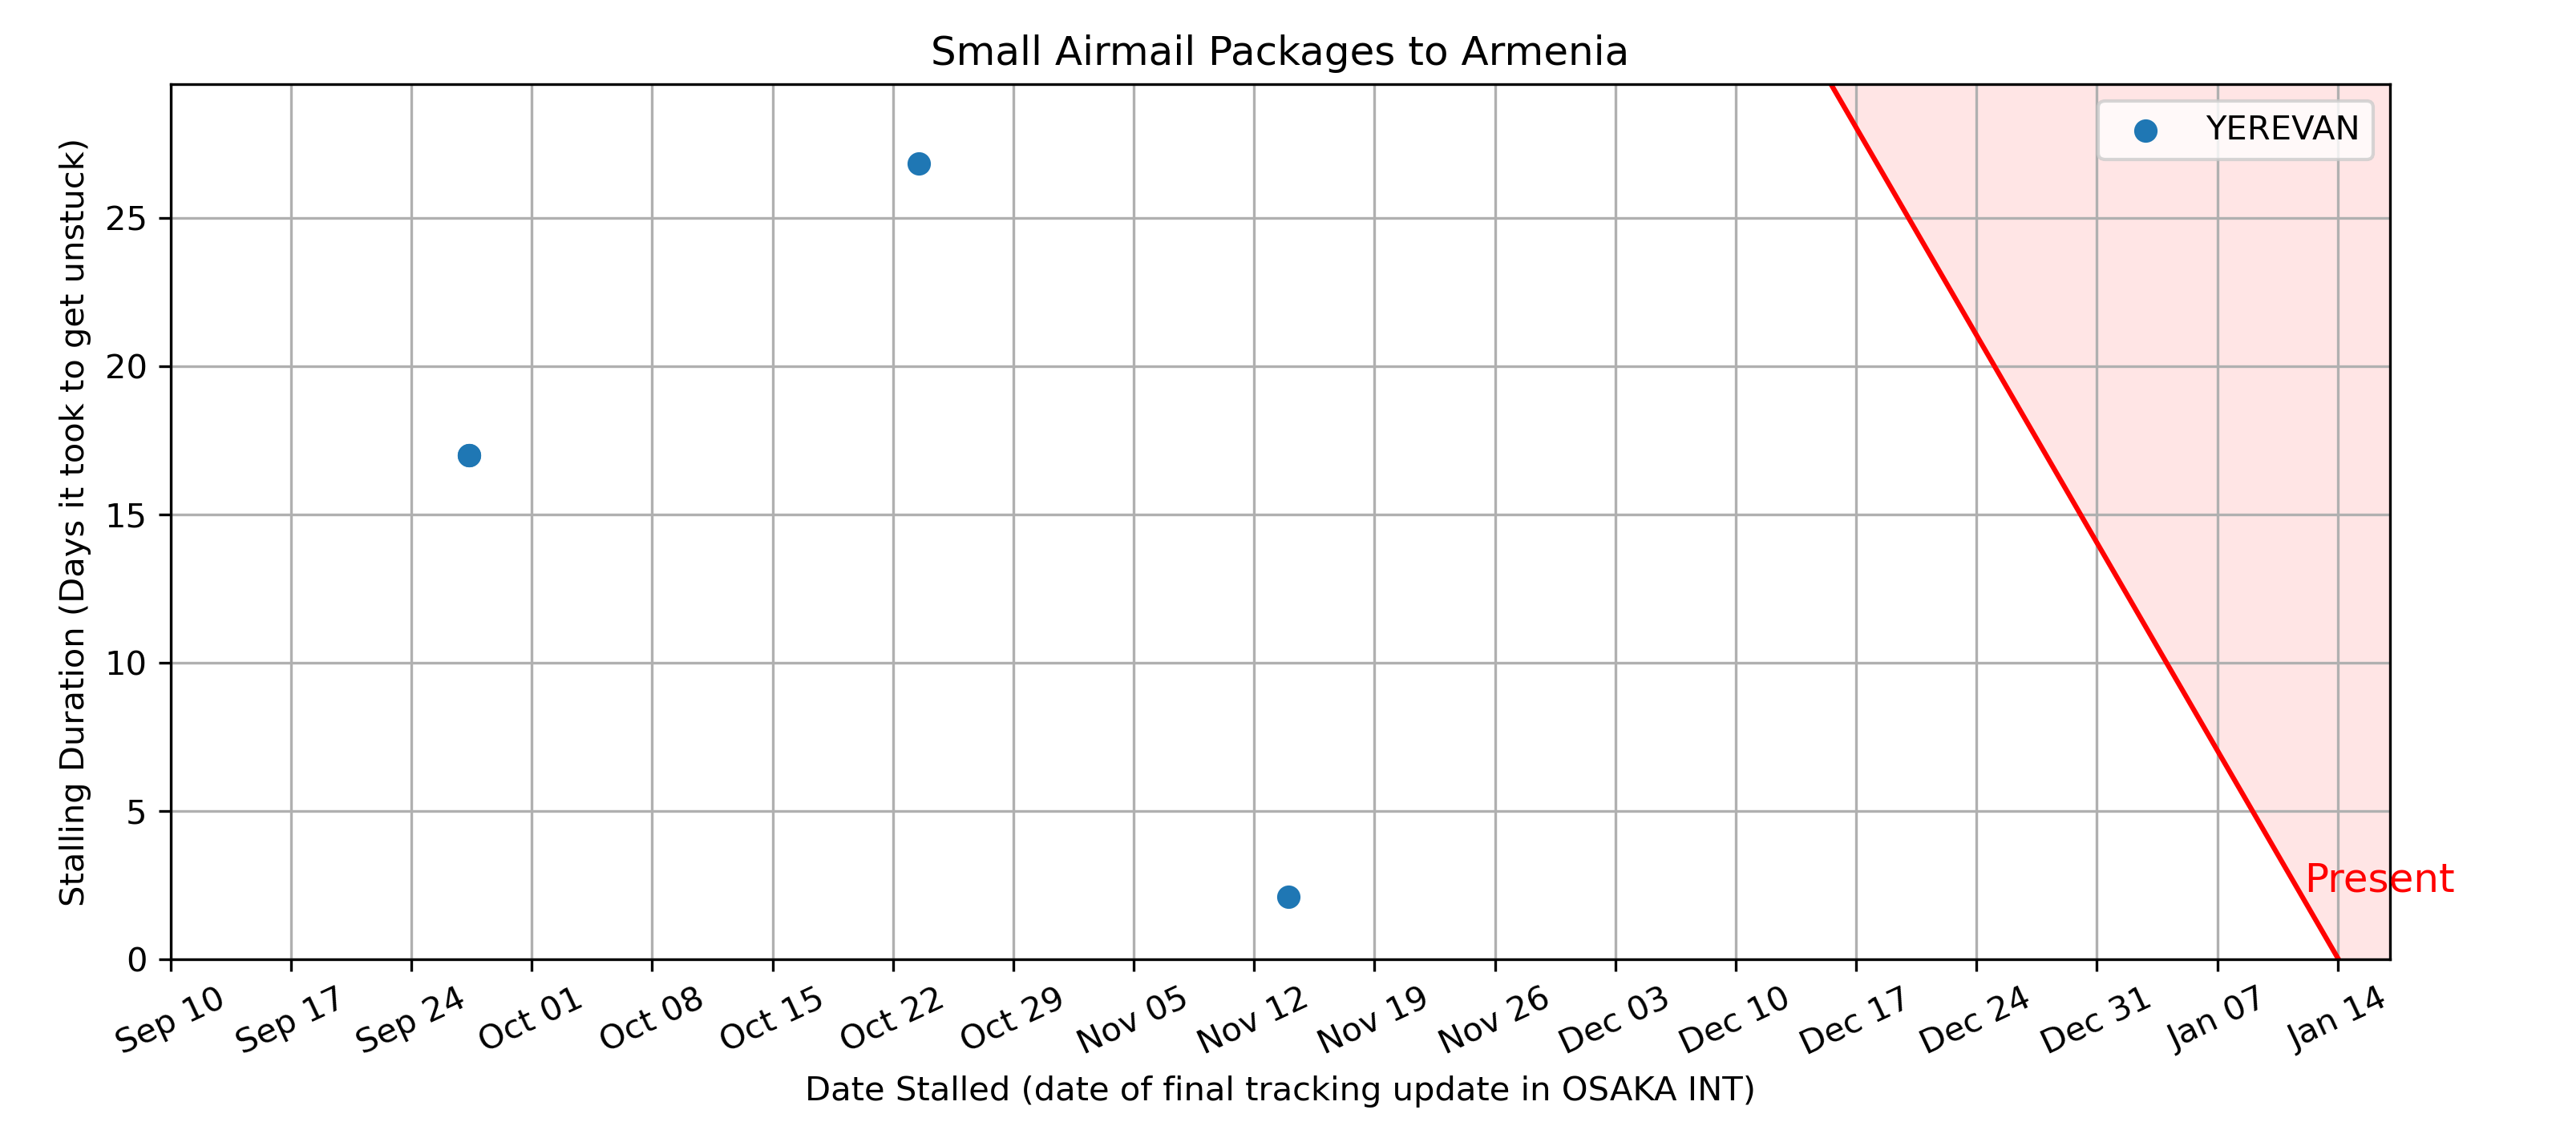 Small Airmail Packages to Armenia
YEREVAN
Stalling Duration (Days it took to get unstuck)
25
20
15
10
5
0
Present
Sep 10 Sep 17 Sep 24 Oct 01 Oct 08 Oct 15 Oct 22 Oct 29 Nov 05 Nov 12 Nov 19 Nov 26 Dec 03 Dec 10 Dec 17 Dec 24 Dec 31 Jan 07 Jan 14
Date Stalled (date of final tracking update in OSAKA INT)